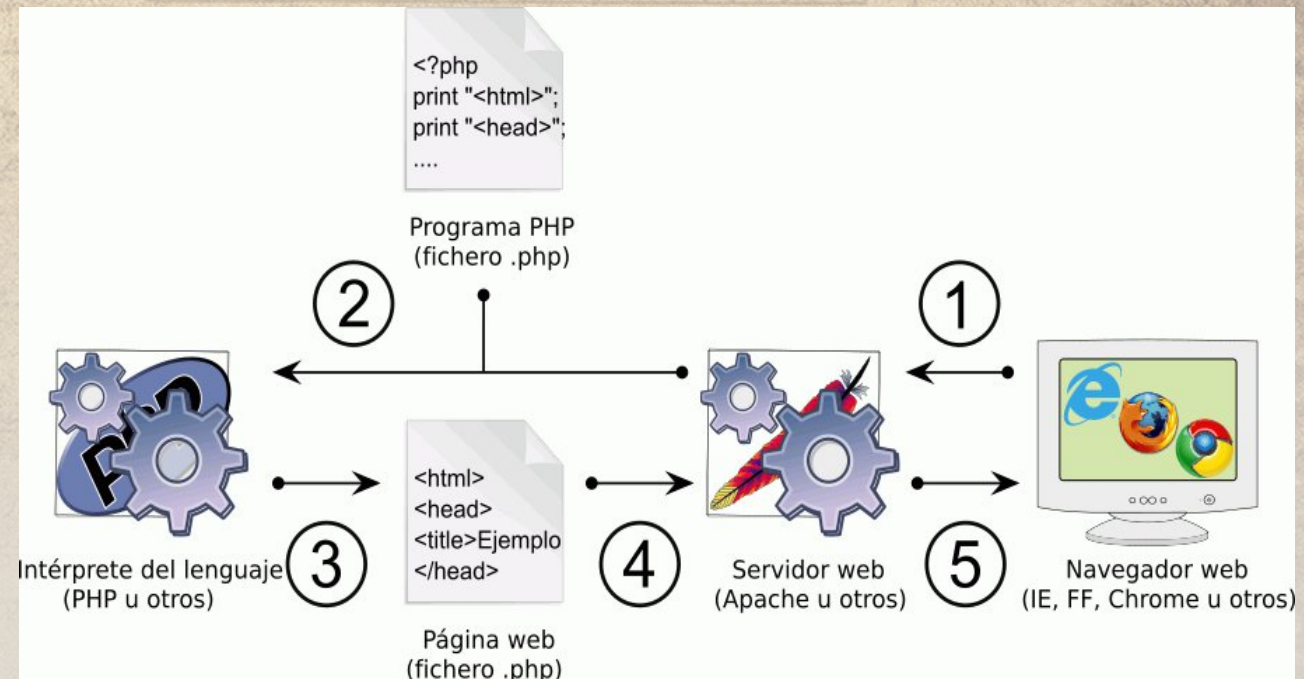 <?php
print "<html>";
print "<head>";
....
Programa PHP
(fichero .php)
2
1
<html>
<head>
<title>Ejemplo
</head>
Intérprete del lenguaje
(PHP u otros)
3
4
Servidor web
(Apache u otros)
5
Navegador web
(IE, FF, Chrome u otros)
Página web
(fichero .php)